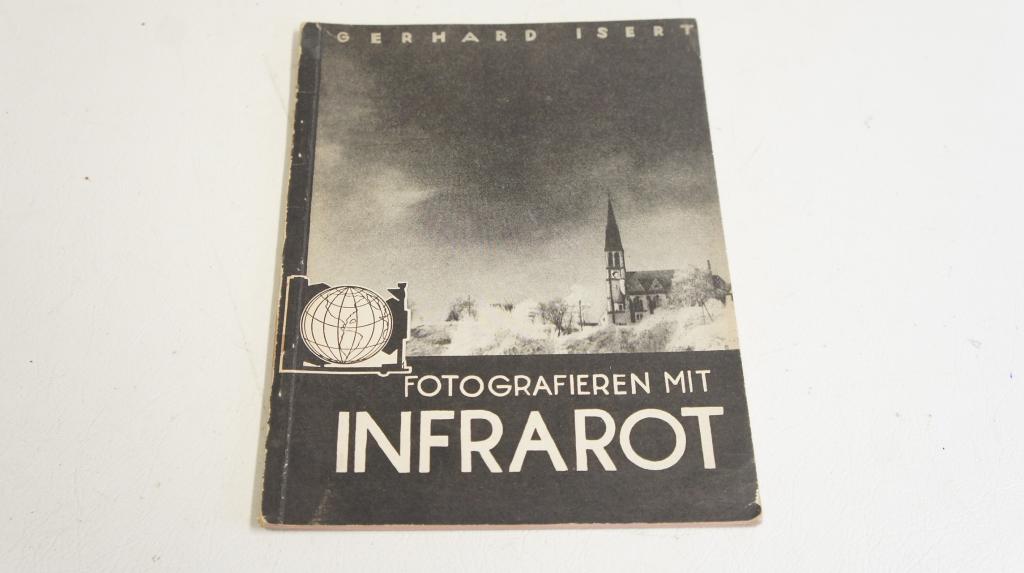 GERHARD ISERT
FOTOGRAFIEREN MIT
INFRAROT